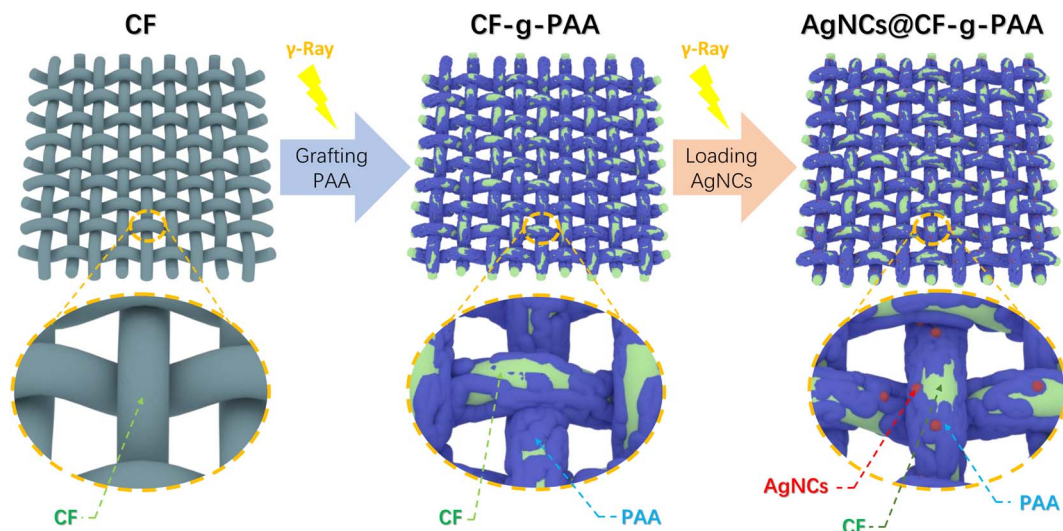 CF
CF-g-PAA
AgNCs@CF-g-PAA
γ-Ray
γ-Ray
Grafting
PAA
Loading
AgNCs
CF
CF
PAA
AgNCs
PAA
CF